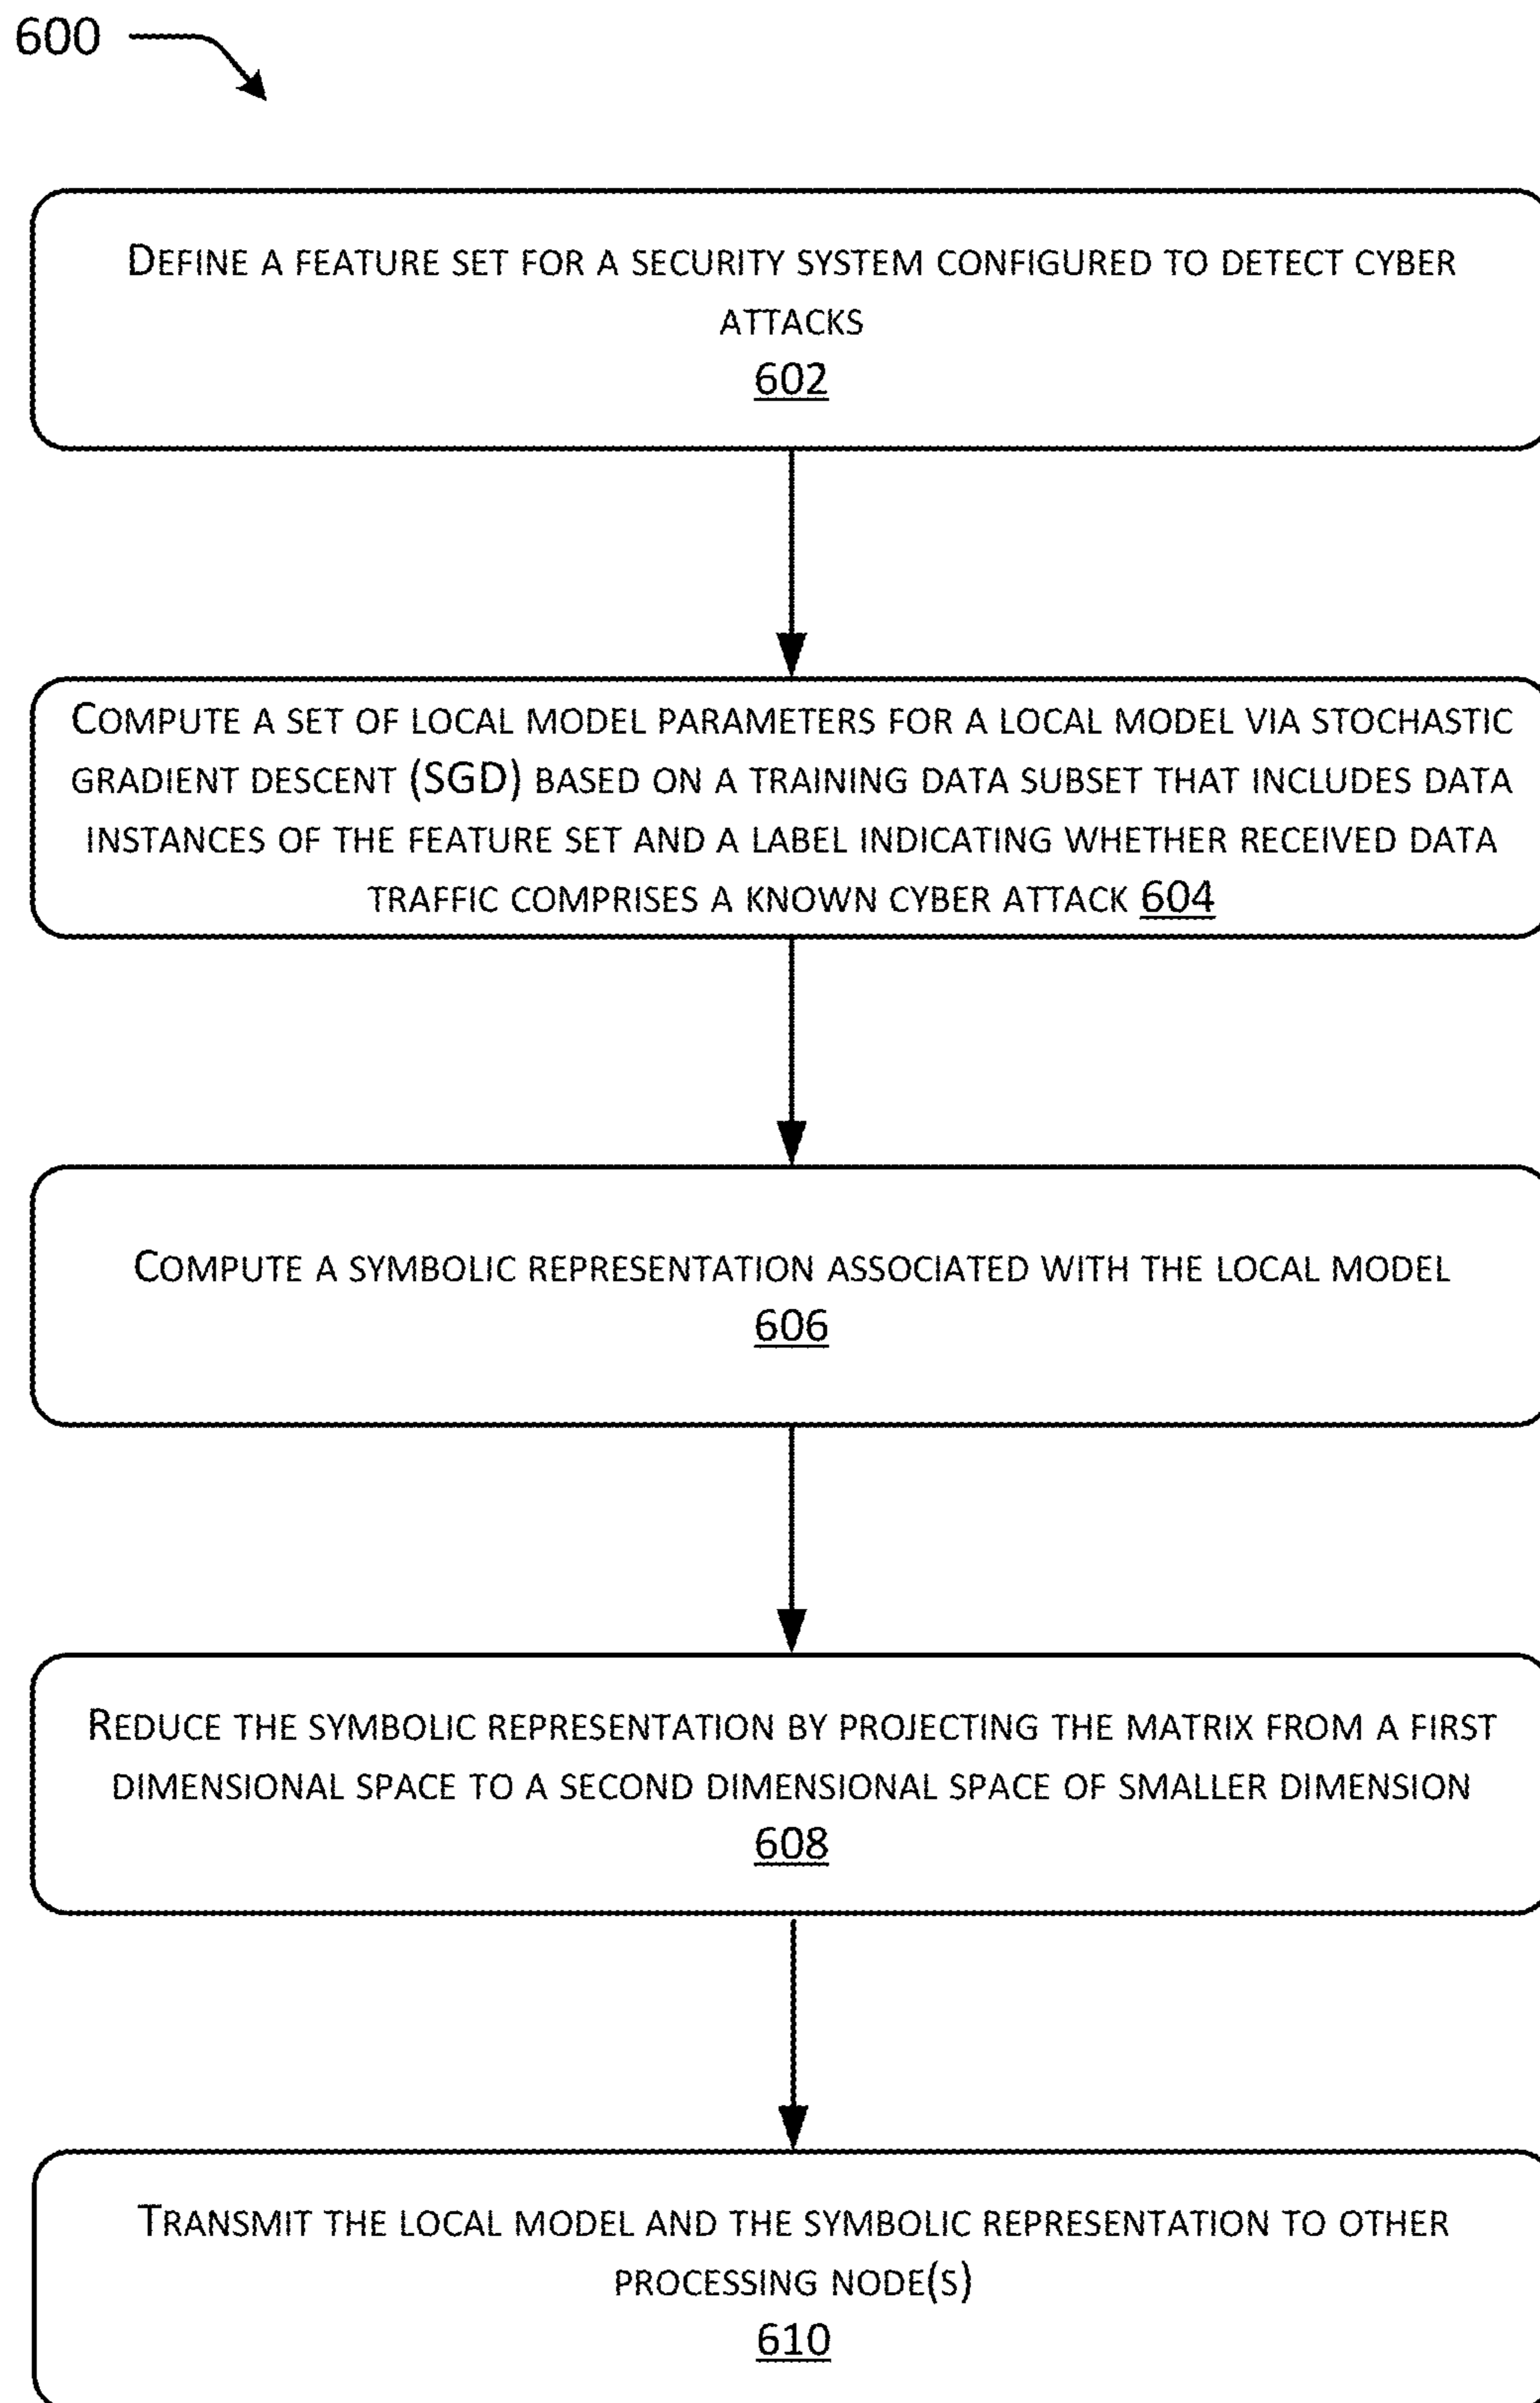 600
DEFINE A FEATURE SET FOR A SECURITY SYSTEM CONFIGURED TO DETECT CYBER
ATTACKS
602
COMPUTE A SET OF LOCAL MODEL PARAMETERS FOR A LOCAL MODEL VIA STOCHASTIC
GRADIENT DESCENT (SGD) BASED ON A TRAINING DATA SUBSET THAT INCLUDES DATA
INSTANCES OF THE FEATURE SET AND A LABEL INDICATING WHETHER RECEIVED DATA
TRAFFIC COMPRISES A KNOWN CYBER ATTACK 604
COMPUTE A SYMBOLIC REPRESENTATION ASSOCIATED WITH THE LOCAL MODEL
606
REDUCE THE SYMBOLIC REPRESENTATION BY PROJECTING THE MATRIX FROM A FIRST
DIMENSIONAL SPACE TO A SECOND DIMENSIONAL SPACE OF SMALLER DIMENSION
608
TRANSMIT THE LOCAL MODEL AND THE SYMBOLIC REPRESENTATION TO OTHER
PROCESSING NODE(S)
610